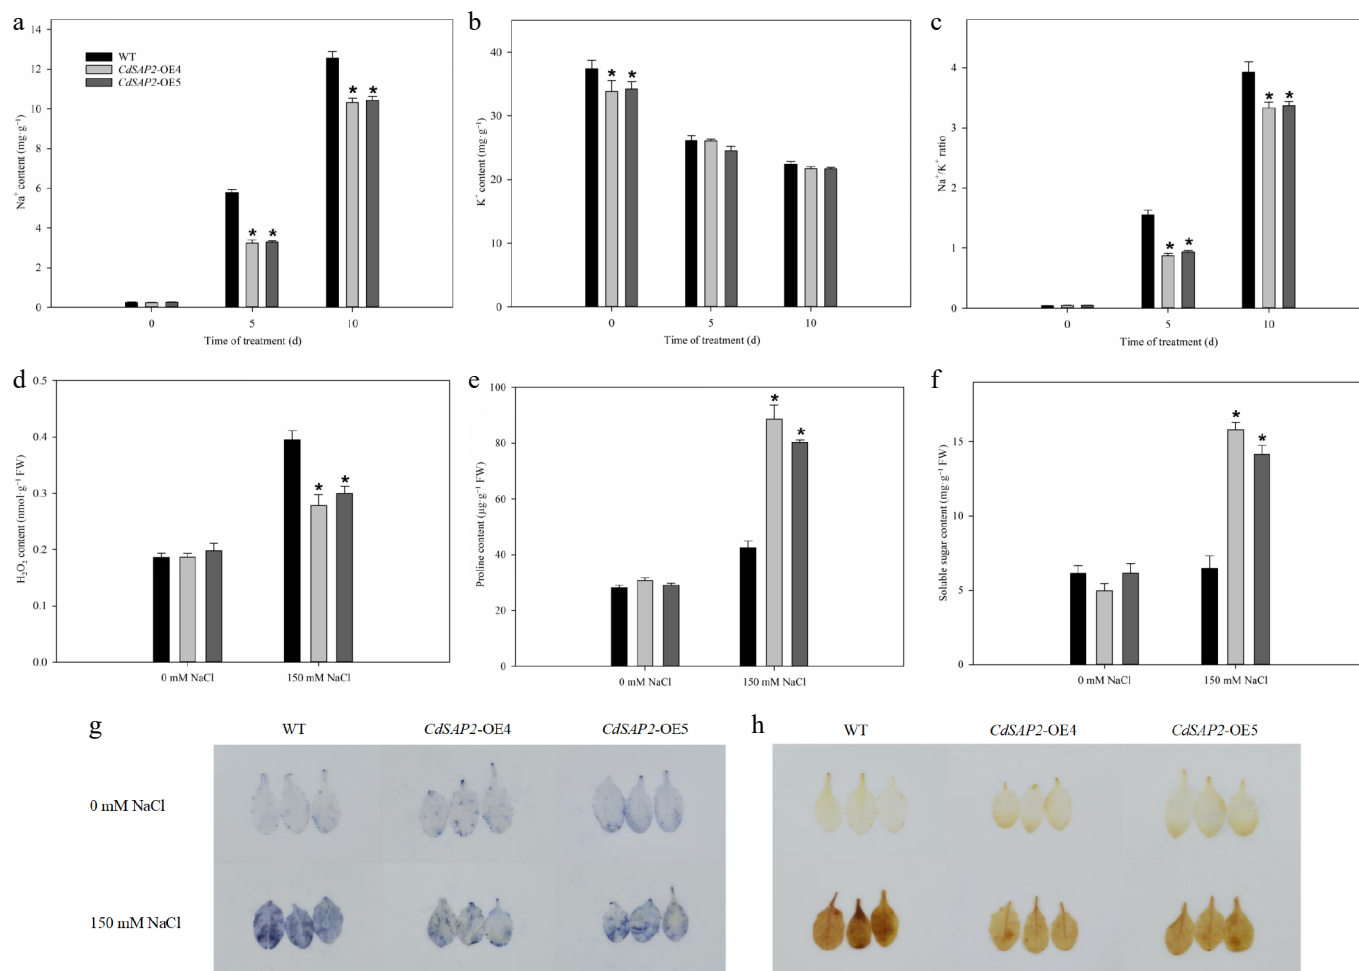 a
14
12
10
8
6
4
2
0
Na⁺ content (mg·g⁻¹)
WT
CdSAP2-OE4
CdSAP2-OE5
* *
* *
0 5 10
Time of treatment (d)
b
40
30
20
10
0
K⁺ content (mg·g⁻¹)
* *
0 5 10
Time of treatment (d)
c
4
3
2
1
0
Na⁺/K⁺ ratio
* *
* *
0 5 10
Time of treatment (d)
d
0.5
0.4
0.3
0.2
0.1
0.0
H₂O₂ content (nmol·g⁻¹ FW)
* *
0 mM NaCl 150 mM NaCl
e
100
80
60
40
20
0
Proline content (µg·g⁻¹ FW)
* *
0 mM NaCl 150 mM NaCl
f
15
10
5
0
Soluble sugar content (mg·g⁻¹ FW)
* *
0 mM NaCl 150 mM NaCl
g
WT CdSAP2-OE4 CdSAP2-OE5
h
WT CdSAP2-OE4 CdSAP2-OE5
0 mM NaCl
150 mM NaCl